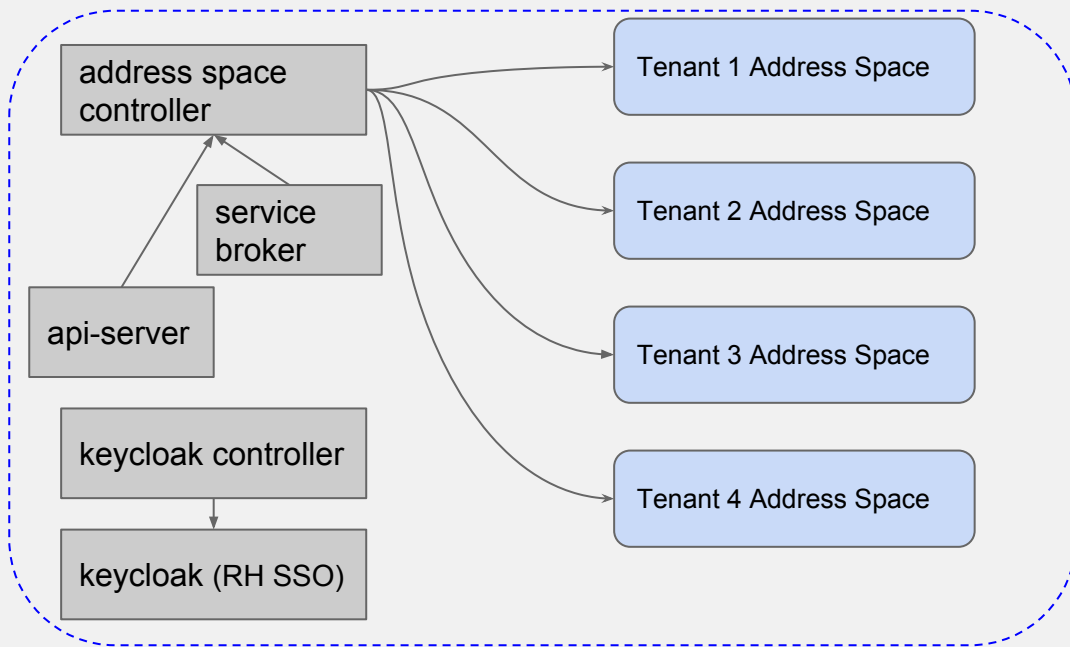 address space
controller
service
broker
api-server
keycloak controller
keycloak (RH SSO)
Tenant 1 Address Space
Tenant 2 Address Space
Tenant 3 Address Space
Tenant 4 Address Space